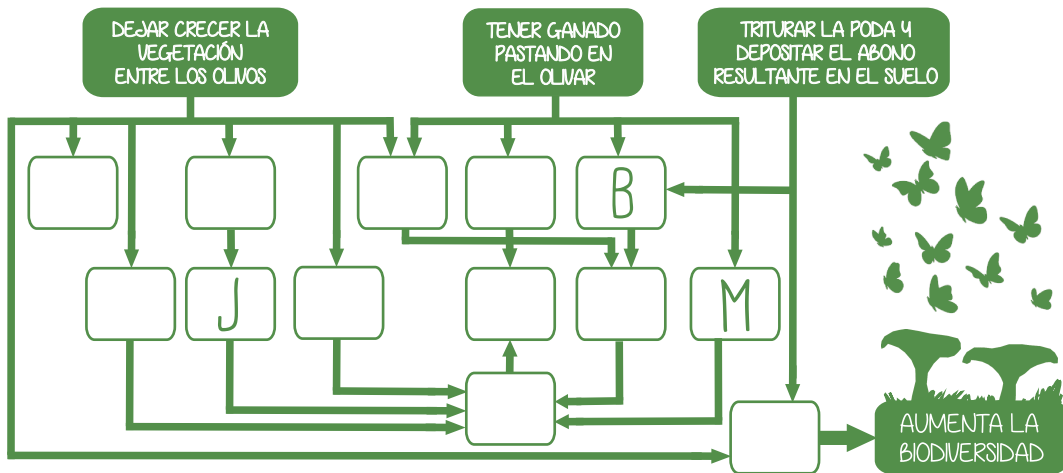 DEJAR CRECER LA
VEGETACIÓN
ENTRE LOS OLIVOS
TENER GANADO
PASTANDO EN
EL OLIVAR
TRITURAR LA PODA Y
DEPOSITAR EL ABONO
RESULTANTE EN EL SUELO
B
J
M
AUMENTA LA
BIODIVERSIDAD